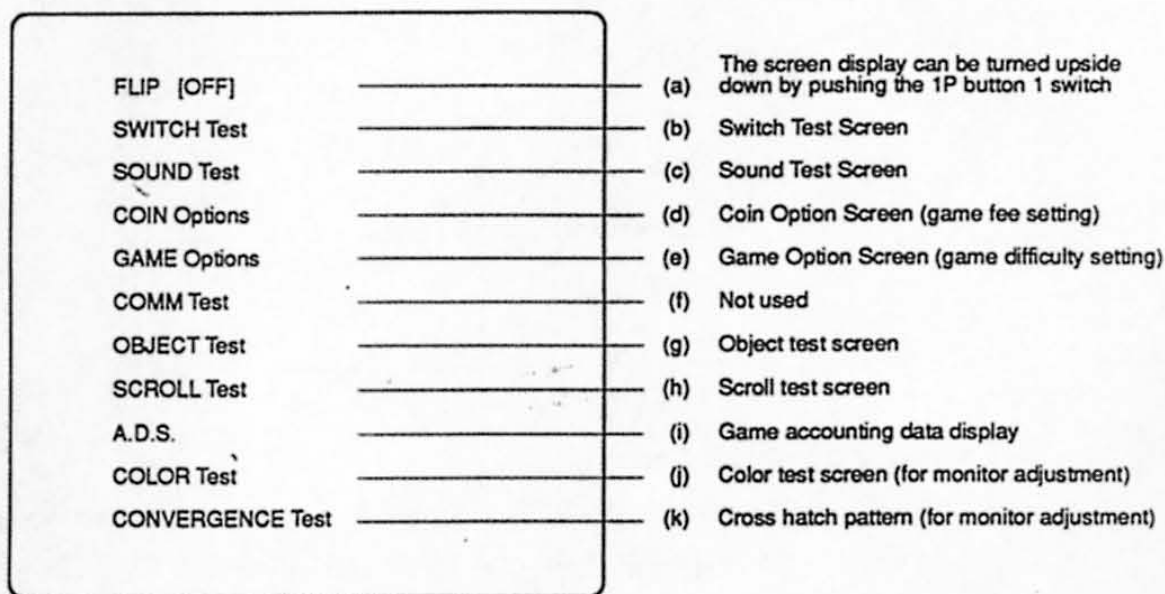 FLIP [OFF] (a) The screen display can be turned upside
down by pushing the 1P button 1 switch
SWITCH Test (b) Switch Test Screen
SOUND Test (c) Sound Test Screen
COIN Options (d) Coin Option Screen (game fee setting)
GAME Options (e) Game Option Screen (game difficulty setting)
COMM Test (f) Not used
OBJECT Test (g) Object test screen
SCROLL Test (h) Scroll test screen
A.D.S. (i) Game accounting data display
COLOR Test (j) Color test screen (for monitor adjustment)
CONVERGENCE Test (k) Cross hatch pattern (for monitor adjustment)